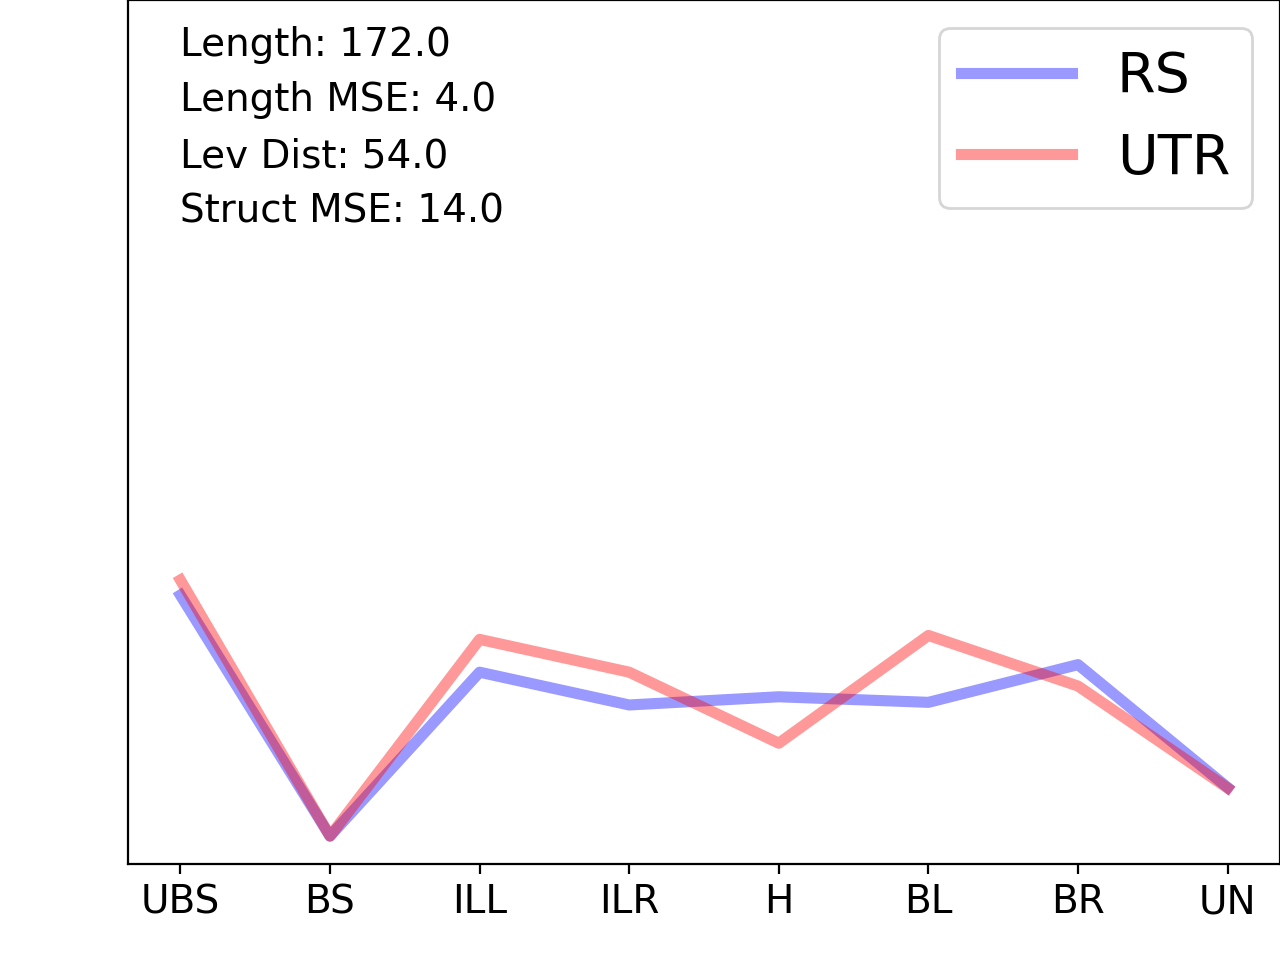 Length: 172.0
Length MSE: 4.0
Lev Dist: 54.0
Struct MSE: 14.0
RS
UTR
UBS BS ILL ILR H BL BR UN